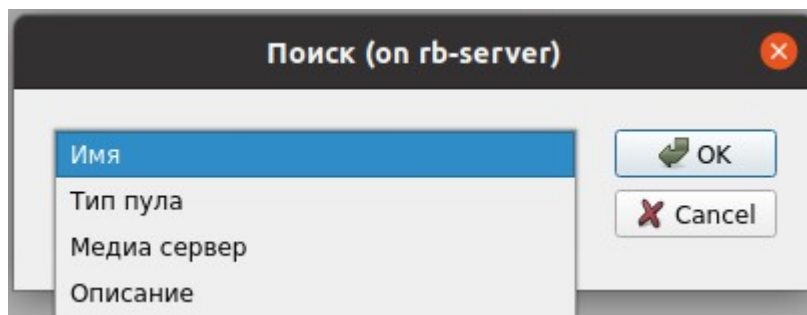 Поиск (on rb-server)
Имя
OK
Тип пула
Cancel
Медиа сервер
Описание